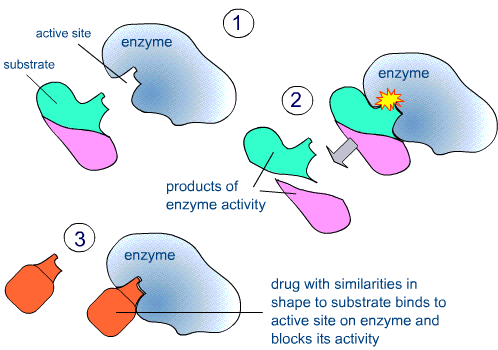 1
active site
enzyme
substrate
enzyme
2
products of
enzyme activity
3
enzyme
drug with similarities in
shape to substrate binds to
active site on enzyme and
blocks its activity